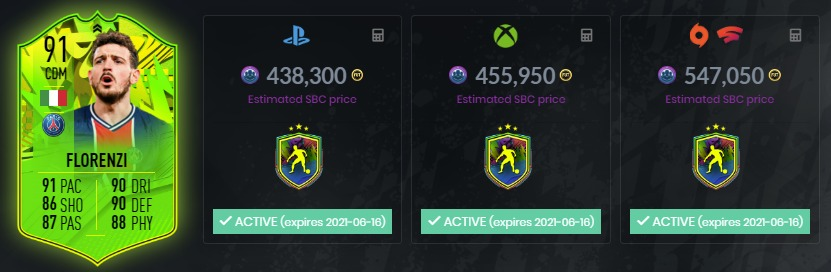 91
CDM
FLORENZI
91 PAC 90 DRI
86 SHO 90 DEF
87 PAS 88 PHY
438,300
Estimated SBC price
ACTIVE (expires 2021-06-16)
455,950
Estimated SBC price
ACTIVE (expires 2021-06-16)
547,050
Estimated SBC price
ACTIVE (expires 2021-06-16)